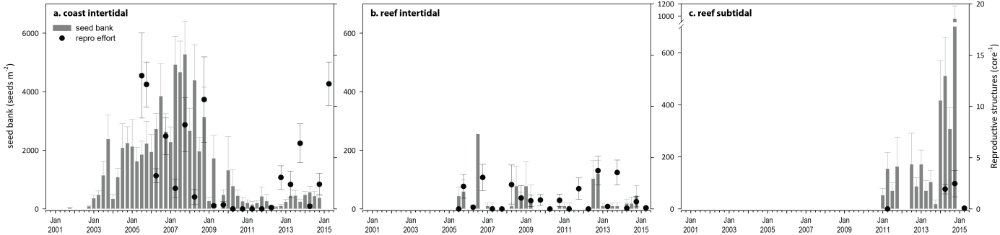 a. coast intertidal
seed bank
repro effort
seed bank (seeds m⁻²)
6000
4000
2000
0
Jan Jan Jan Jan Jan Jan Jan Jan
2001 2003 2005 2007 2009 2011 2013 2015
b. reef intertidal
600
400
200
0
Jan Jan Jan Jan Jan Jan Jan Jan
2001 2003 2005 2007 2009 2011 2013 2015
c. reef subtidal
1200
1000
600
400
200
0
Jan Jan Jan Jan Jan Jan Jan Jan
2001 2003 2005 2007 2009 2011 2013 2015
20
15
10
5
0
Reproductive structures (core⁻¹)